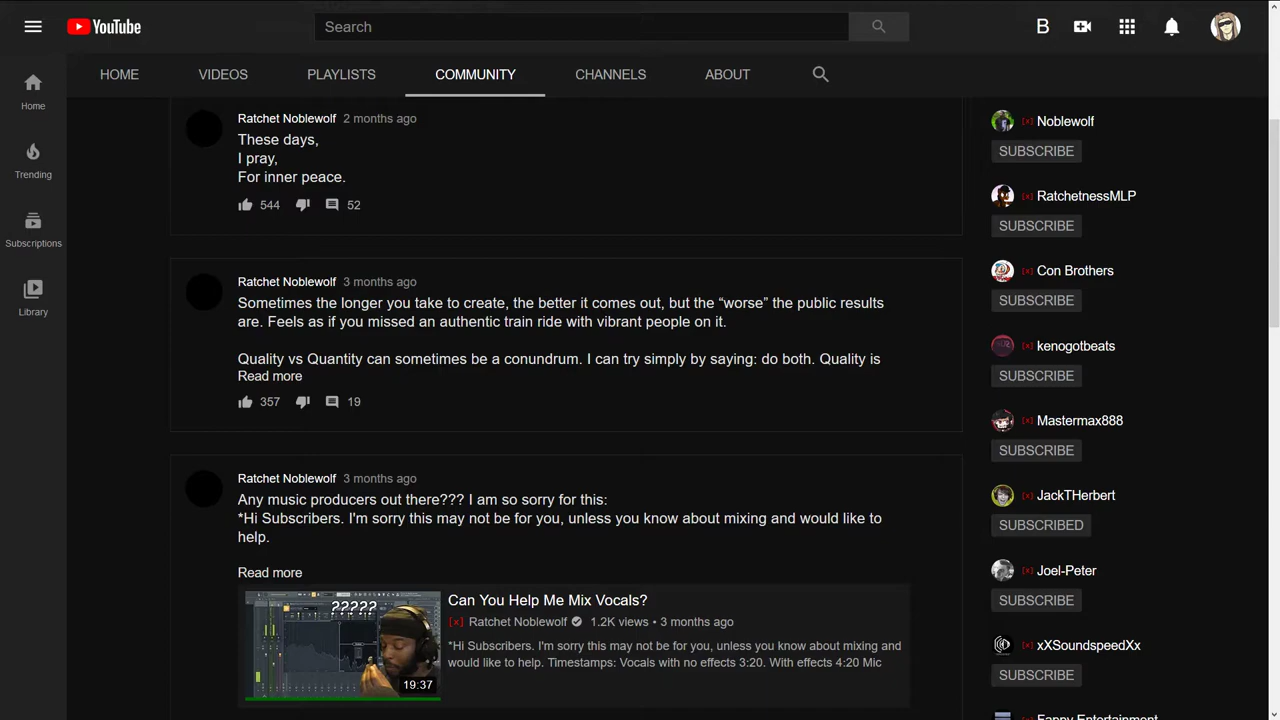 YouTube
Search
B
HOME VIDEOS PLAYLISTS COMMUNITY CHANNELS ABOUT
Home
Trending
Subscriptions
Library
Ratchet Noblewolf 2 months ago
These days,
I pray,
For inner peace.
544 52
Ratchet Noblewolf 3 months ago
Sometimes the longer you take to create, the better it comes out, but the “worse” the public results
are. Feels as if you missed an authentic train ride with vibrant people on it.
Quality vs Quantity can sometimes be a conundrum. I can try simply by saying: do both. Quality is
Read more
357 19
Ratchet Noblewolf 3 months ago
Any music producers out there??? I am so sorry for this:
*Hi Subscribers. I'm sorry this may not be for you, unless you know about mixing and would like to
help.
Read more
?????
19:37
Can You Help Me Mix Vocals?
[x] Ratchet Noblewolf 1.2K views • 3 months ago
*Hi Subscribers. I'm sorry this may not be for you, unless you know about mixing and
would like to help. Timestamps: Vocals with no effects 3:20. With effects 4:20 Mic
[x] Noblewolf
SUBSCRIBE
[x] RatchetnessMLP
SUBSCRIBE
[x] Con Brothers
SUBSCRIBE
[x] kenogotbeats
SUBSCRIBE
[x] Mastermax888
SUBSCRIBE
[x] JackTHerbert
SUBSCRIBED
[x] Joel-Peter
SUBSCRIBE
[x] xXSoundspeedXx
SUBSCRIBE